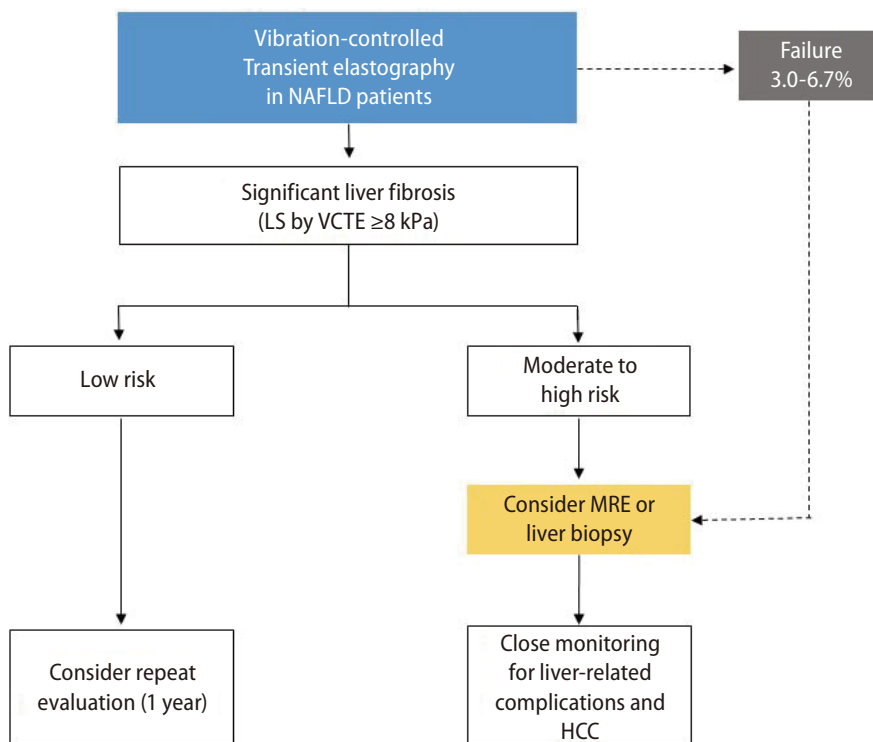 Vibration-controlled
Transient elastography
in NAFLD patients
Failure
3.0-6.7%
Significant liver fibrosis
(LS by VCTE ≥8 kPa)
Low risk
Moderate to
high risk
Consider MRE or
liver biopsy
Consider repeat
evaluation (1 year)
Close monitoring
for liver-related
complications and
HCC